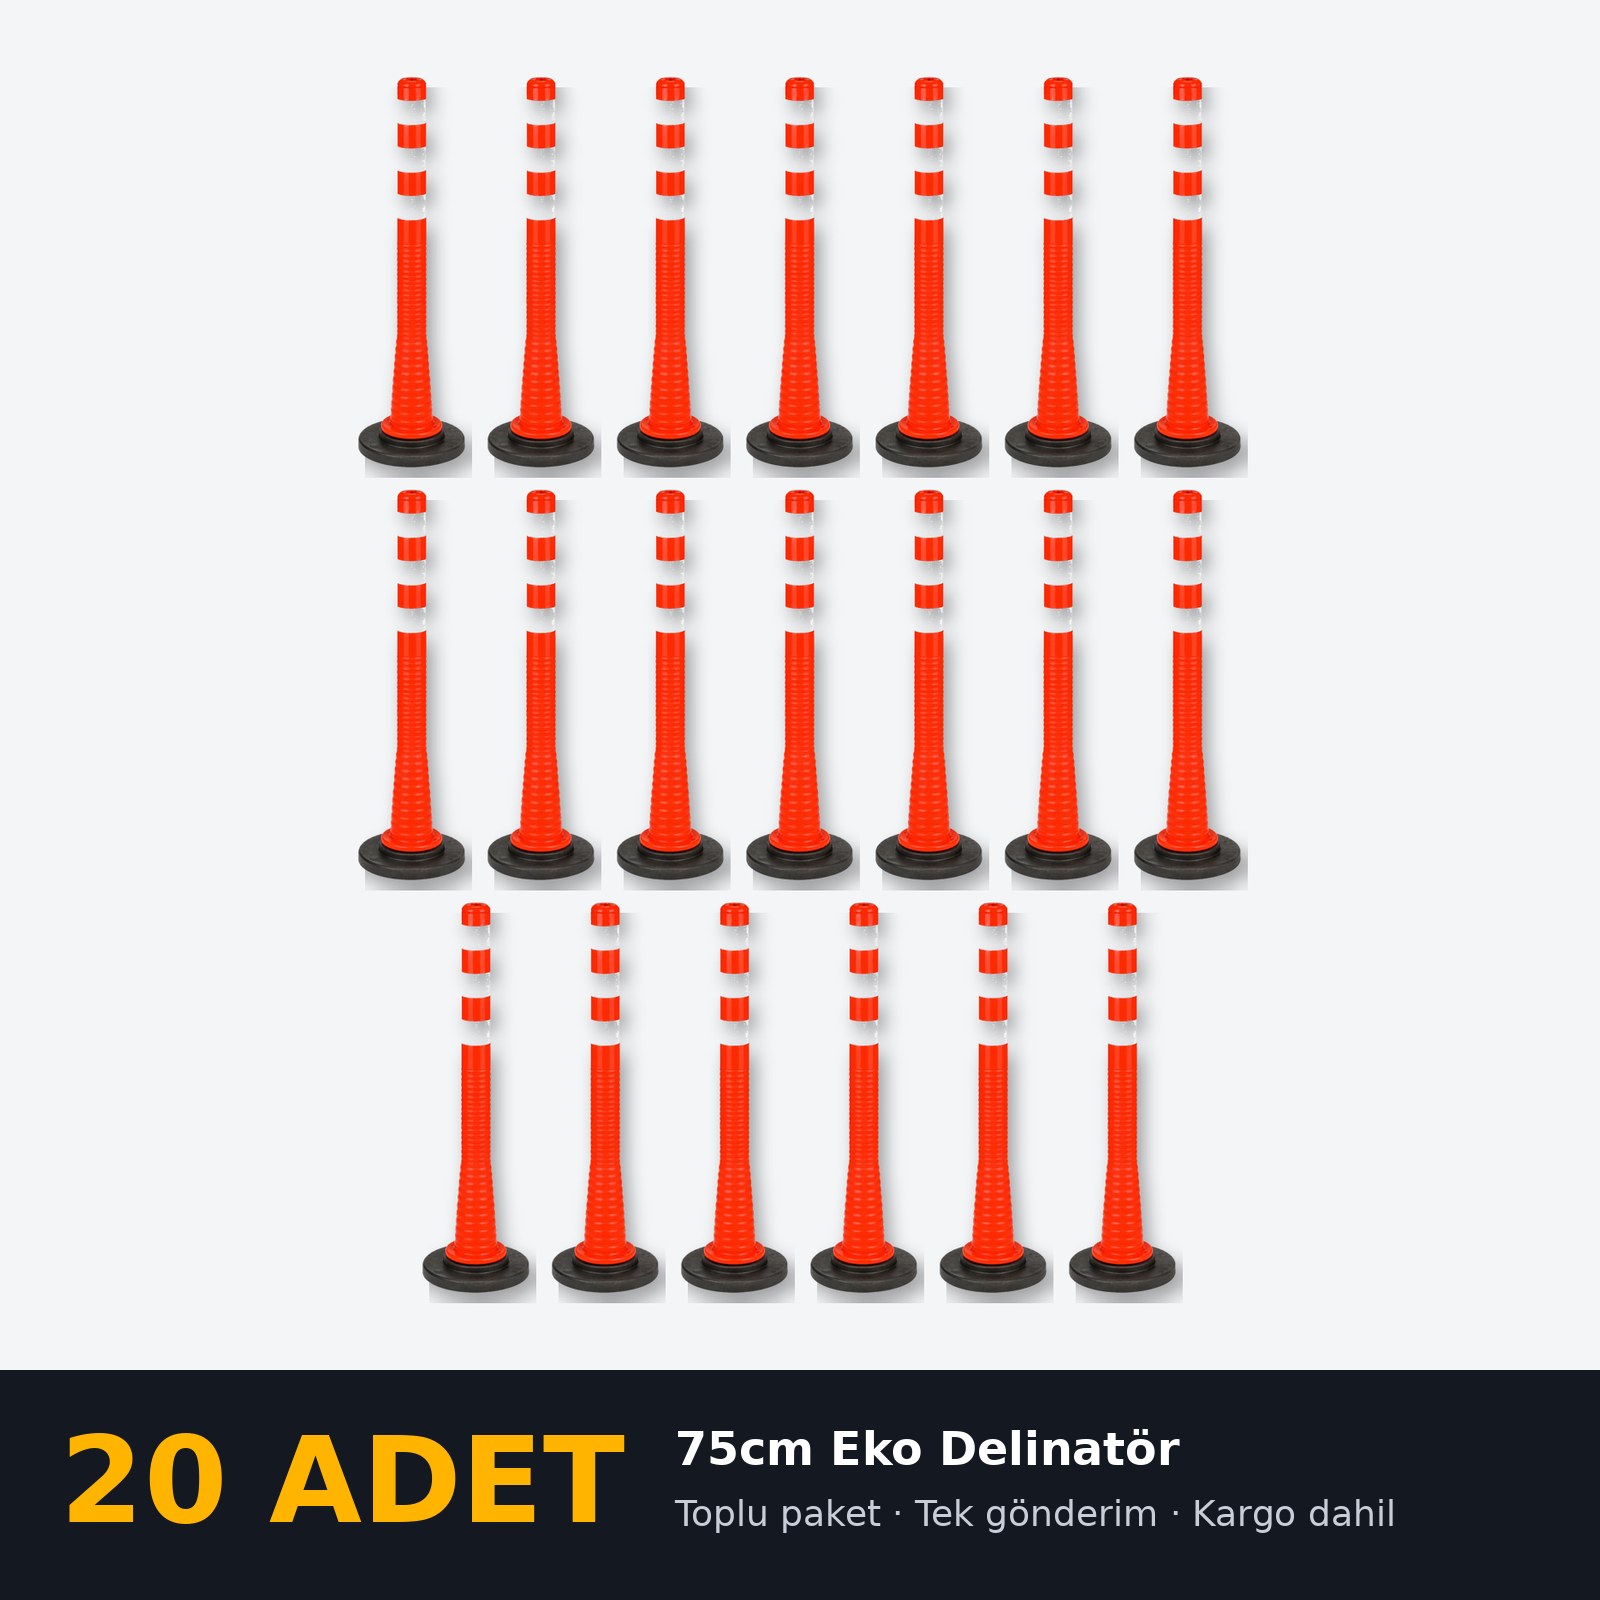 20 ADET
75cm Eko Delinatör
Toplu paket · Tek gönderim · Kargo dahil